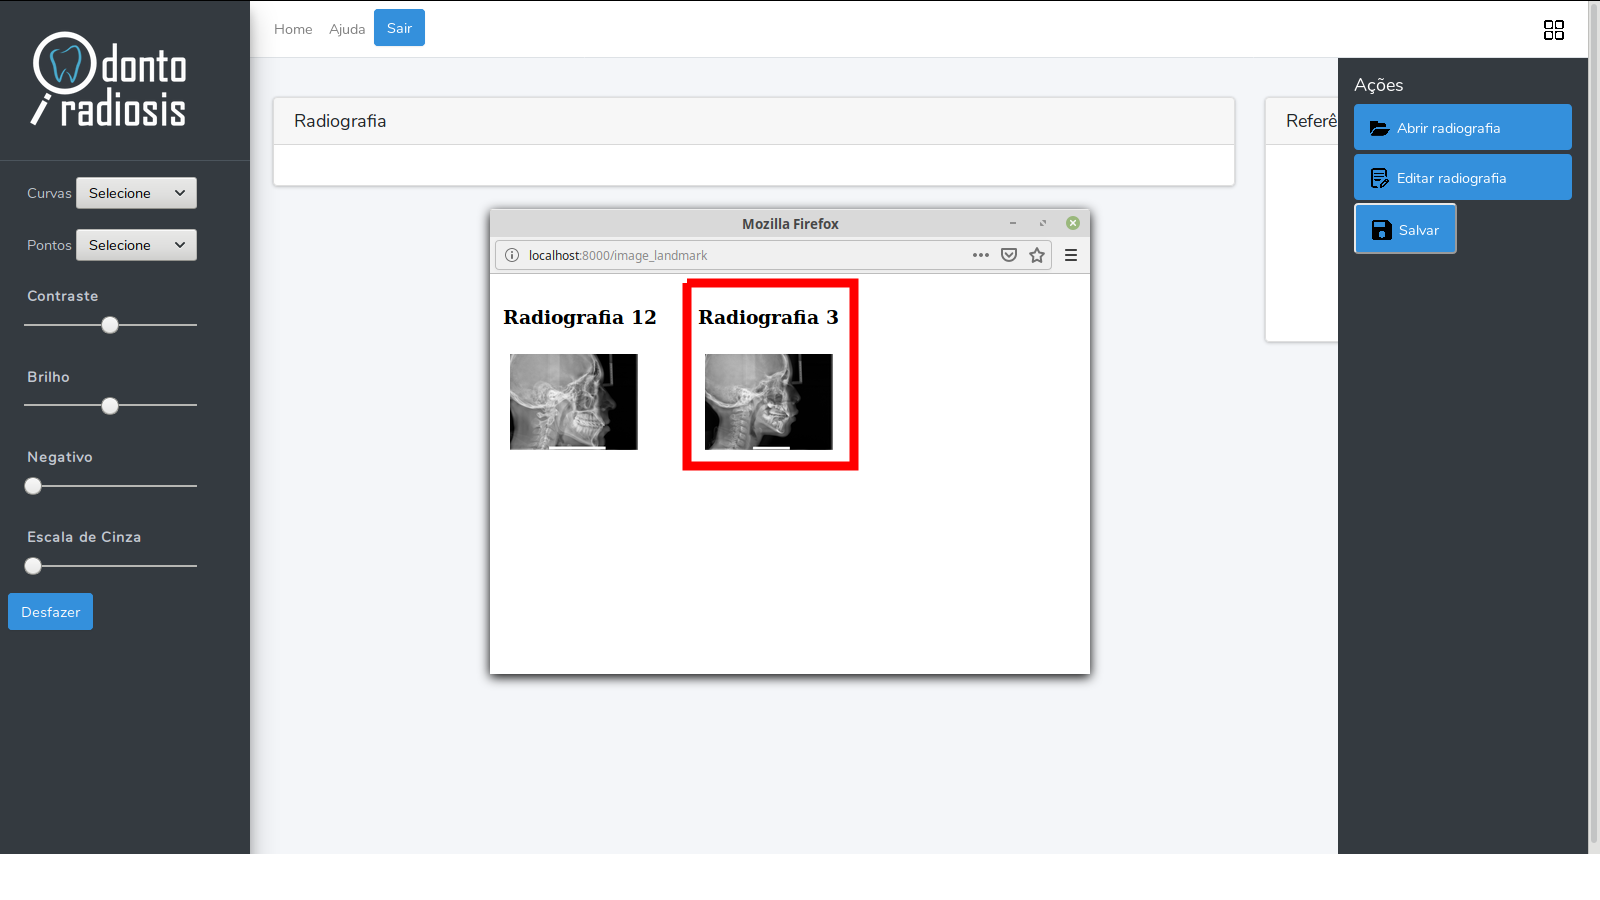 donto
radiosis
Home Ajuda Sair
Curvas Selecione
Pontos Selecione
Contraste
Brilho
Negativo
Escala de Cinza
Desfazer
Radiografia
Referê
Mozilla Firefox
localhost:8000/image_landmark
Radiografia 12
Radiografia 3
Ações
Abrir radiografia
Editar radiografia
Salvar